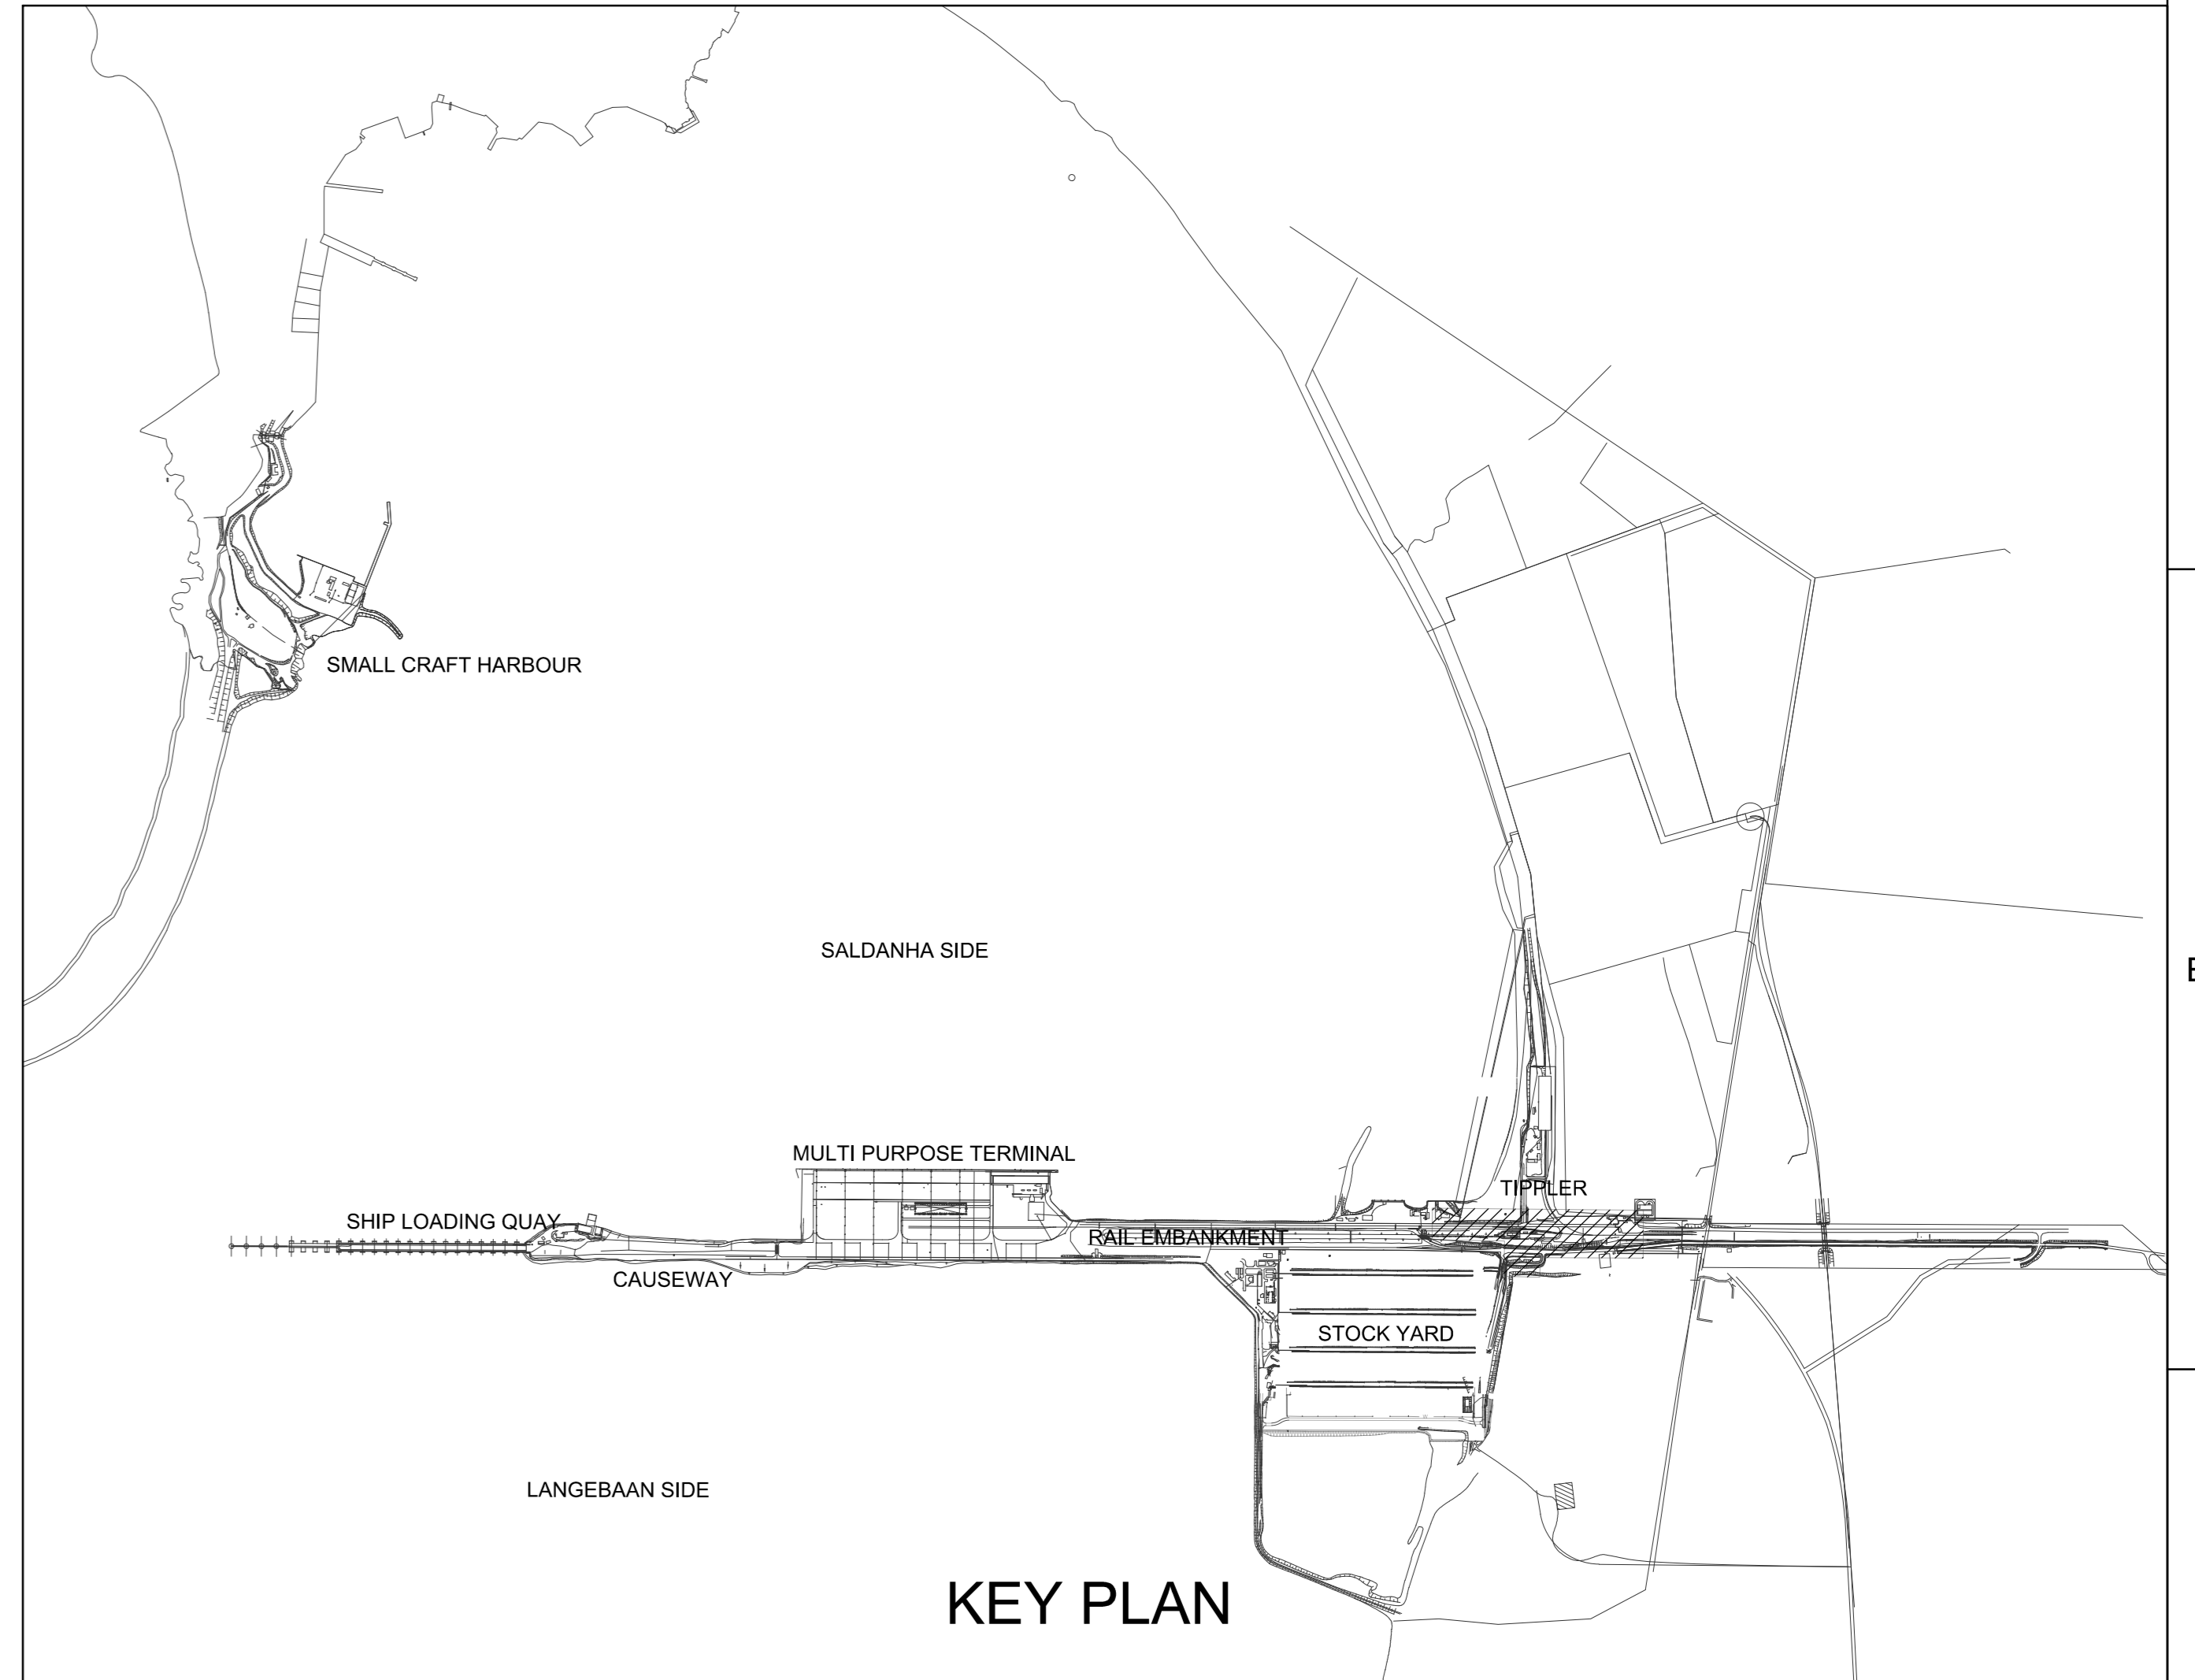 SMALL CRAFT HARBOUR
SALDANHA SIDE
MULTI PURPOSE TERMINAL
TIPPLER
SHIP LOADING QUAY
RAIL EMBANKMENT
CAUSEWAY
STOCK YARD
LANGEBAAN SIDE
KEY PLAN